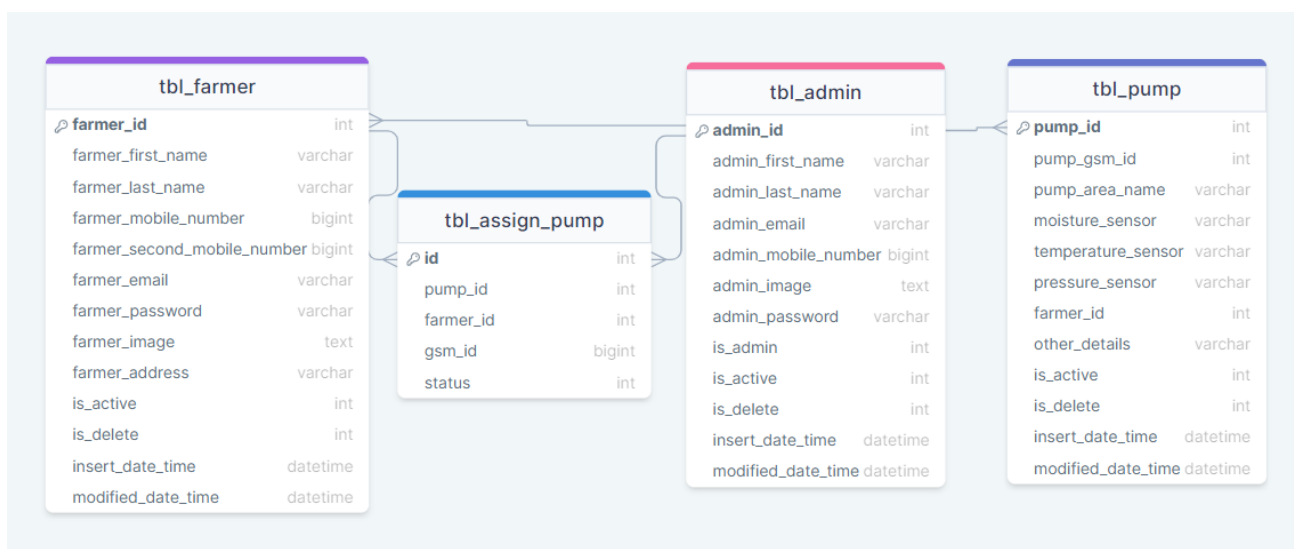 tbl_farmer
farmer_id int
farmer_first_name varchar
farmer_last_name varchar
farmer_mobile_number bigint
farmer_second_mobile_number bigint
farmer_email varchar
farmer_password varchar
farmer_image text
farmer_address varchar
is_active int
is_delete int
insert_date_time datetime
modified_date_time datetime
tbl_assign_pump
id int
pump_id int
farmer_id int
gsm_id bigint
status int
tbl_admin
admin_id int
admin_first_name varchar
admin_last_name varchar
admin_email varchar
admin_mobile_number bigint
admin_image text
admin_password varchar
is_admin int
is_active int
is_delete int
insert_date_time datetime
modified_date_time datetime
tbl_pump
pump_id int
pump_gsm_id int
pump_area_name varchar
moisture_sensor varchar
temperature_sensor varchar
pressure_sensor varchar
farmer_id int
other_details varchar
is_active int
is_delete int
insert_date_time datetime
modified_date_time datetime